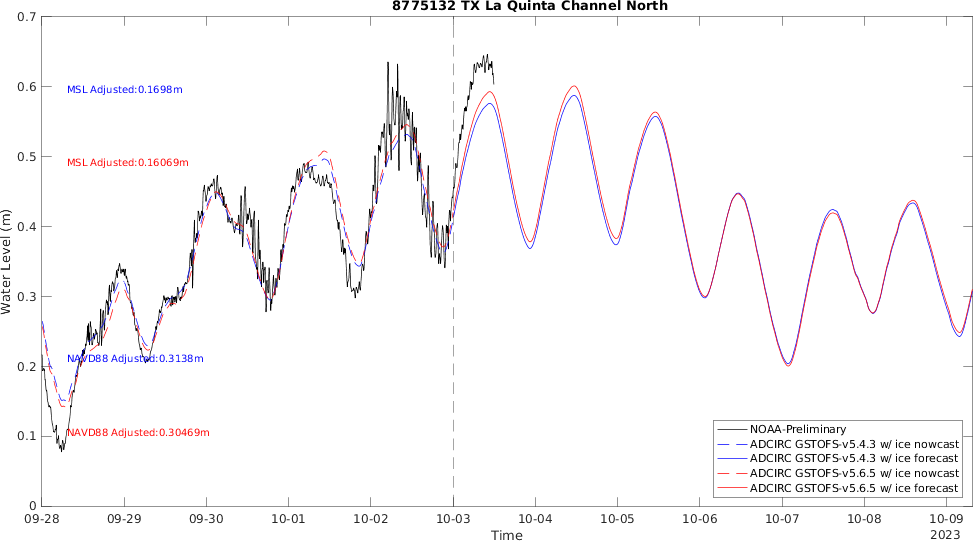 8775132 TX La Quinta Channel North
0.7
0.6
0.5
0.4
0.3
0.2
0.1
0
Water Level (m)
MSL Adjusted:0.1698m
MSL Adjusted:0.16069m
NAVD88 Adjusted:0.3138m
NAVD88 Adjusted:0.30469m
NOAA-Preliminary
ADCIRC GSTOFS-v5.4.3 w/ ice nowcast
ADCIRC GSTOFS-v5.4.3 w/ ice forecast
ADCIRC GSTOFS-v5.6.5 w/ ice nowcast
ADCIRC GSTOFS-v5.6.5 w/ ice forecast
09-28 09-29 09-30 10-01 10-02 10-03 10-04 10-05 10-06 10-07 10-08 10-09
2023
Time